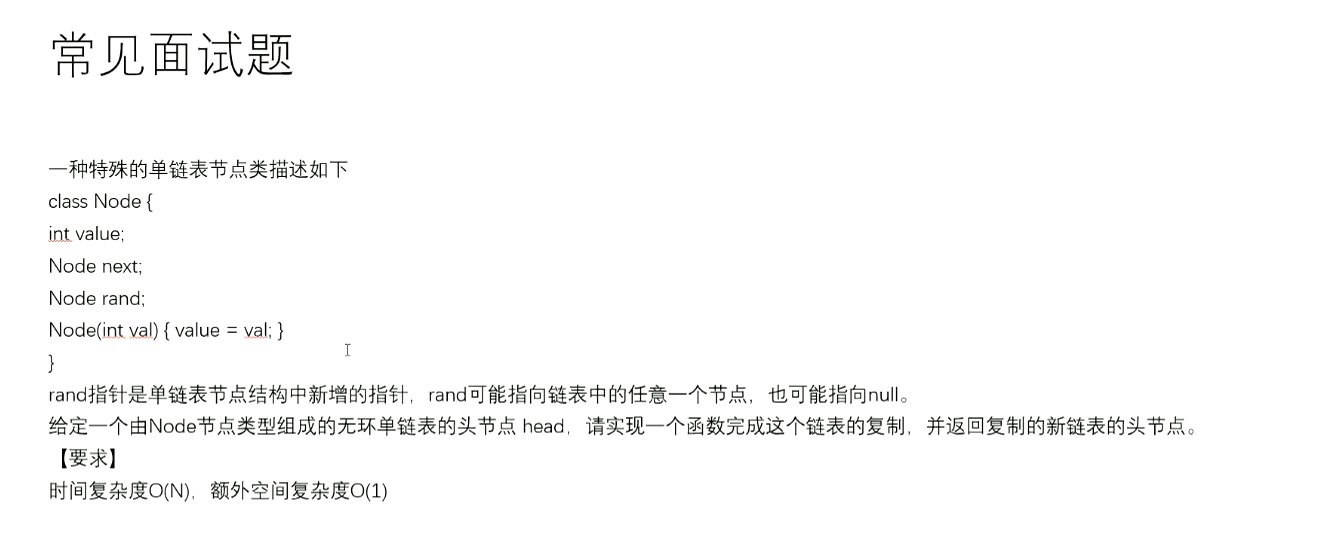 常见面试题
一种特殊的单链表节点类描述如下
class Node {
int value;
Node next;
Node rand;
Node(int val) { value = val; }
}
rand指针是单链表节点结构中新增的指针，rand可能指向链表中的任意一个节点，也可能指向null。
给定一个由Node节点类型组成的无环单链表的头节点 head，请实现一个函数完成这个链表的复制，并返回复制的新链表的头节点。
【要求】
时间复杂度O(N)，额外空间复杂度O(1)